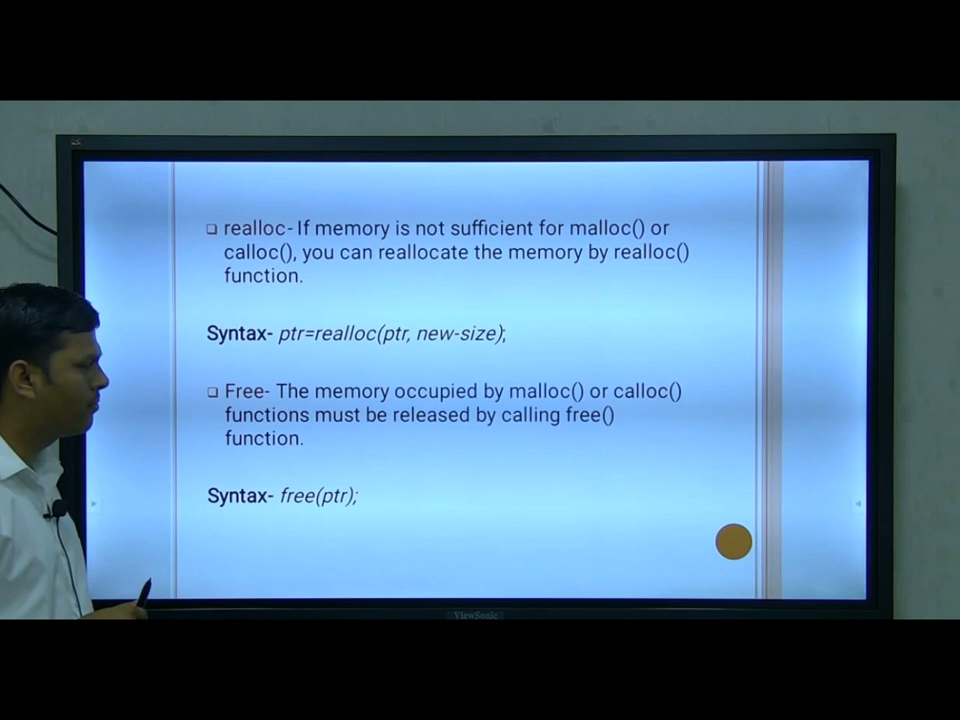 realloc- If memory is not sufficient for malloc() or
calloc(), you can reallocate the memory by realloc()
function.
Syntax- ptr=realloc(ptr, new-size);
Free- The memory occupied by malloc() or calloc()
functions must be released by calling free()
function.
Syntax- free(ptr);
ViewSonic